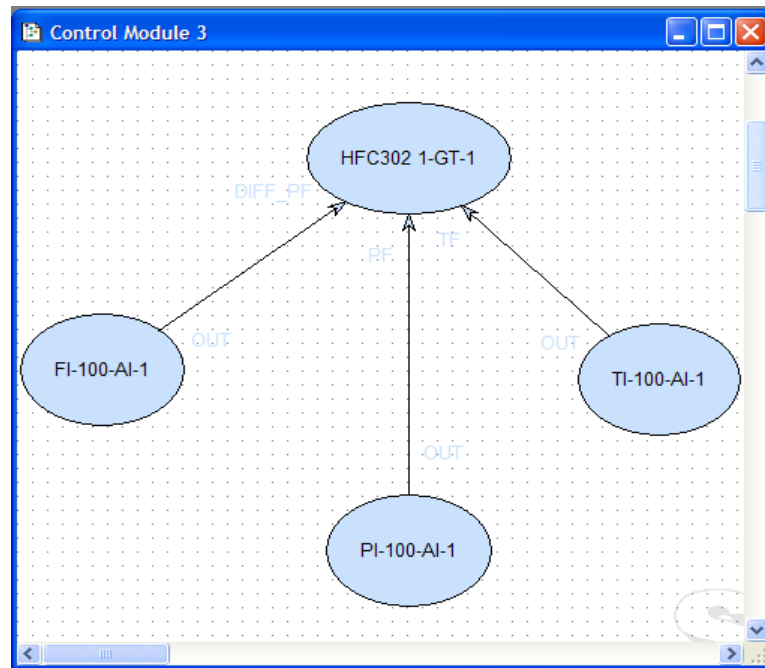 Control Module 3
HFC302 1-GT-1
DIFF_PF
PF
TF
OUT
OUT
FI-100-AI-1
TI-100-AI-1
OUT
PI-100-AI-1